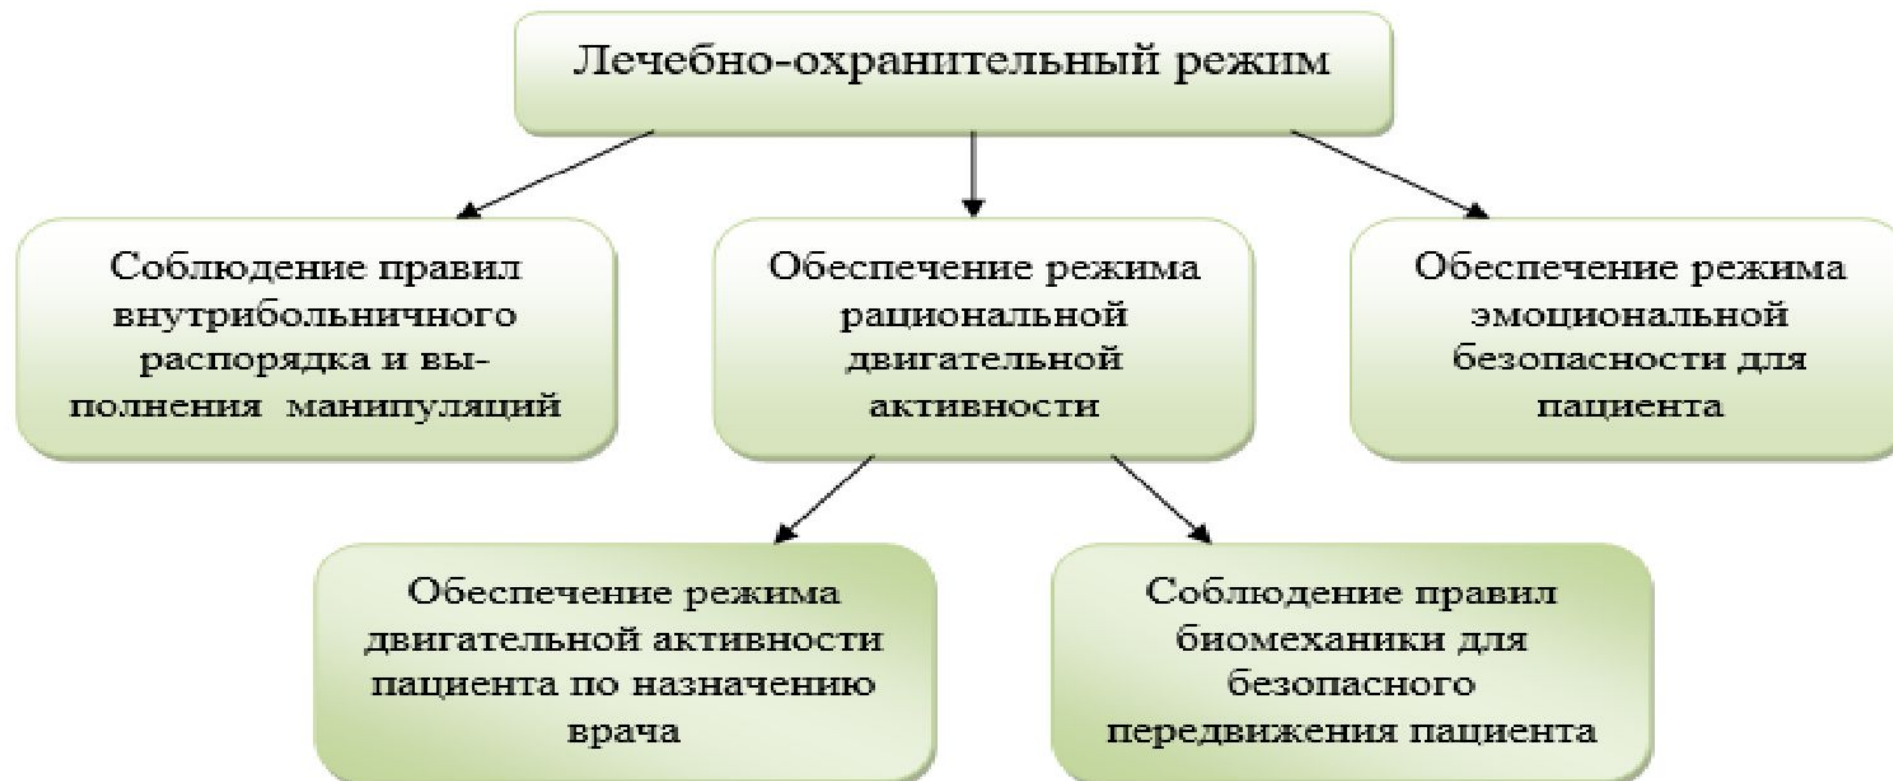 Лечебно-охранительный режим
Соблюдение правил
внутрибольничного
распорядка и вы-
полнения манипуляций
Обеспечение режима
рациональной
двигательной
активности
Обеспечение режима
эмоциональной
безопасности для
пациента
Обеспечение режима
двигательной активности
пациента по назначению
врача
Соблюдение правил
биомеханики для
безопасного
передвижения пациента